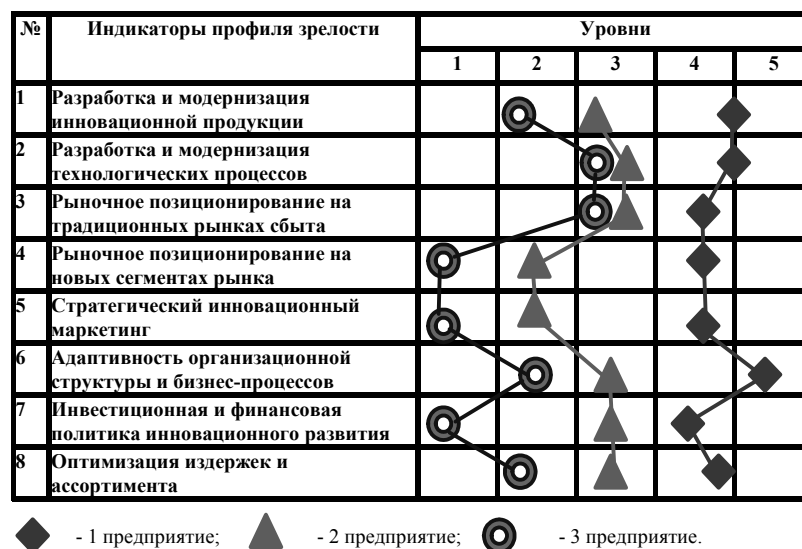 № Индикаторы профиля зрелости Уровни
1 2 3 4 5
1 Разработка и модернизация
инновационной продукции
2 Разработка и модернизация
технологических процессов
3 Рыночное позиционирование на
традиционных рынках сбыта
4 Рыночное позиционирование на
новых сегментах рынка
5 Стратегический инновационный
маркетинг
6 Адаптивность организационной
структуры и бизнес-процессов
7 Инвестиционная и финансовая
политика инновационного развития
8 Оптимизация издержек и
ассортимента
- 1 предприятие; - 2 предприятие; - 3 предприятие.